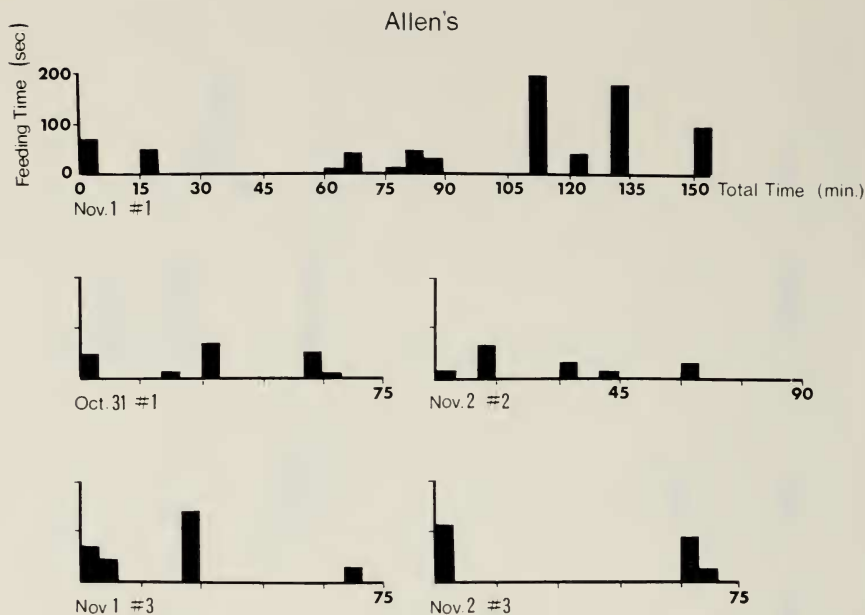 Allen's
Feeding Time (sec)
200
100
0
0 15 30 45 60 75 90 105 120 135 150 Total Time (min.)
Nov. 1 #1
75
Oct. 31 #1
45 90
Nov. 2 #2
75
Nov 1 #3
75
Nov. 2 #3